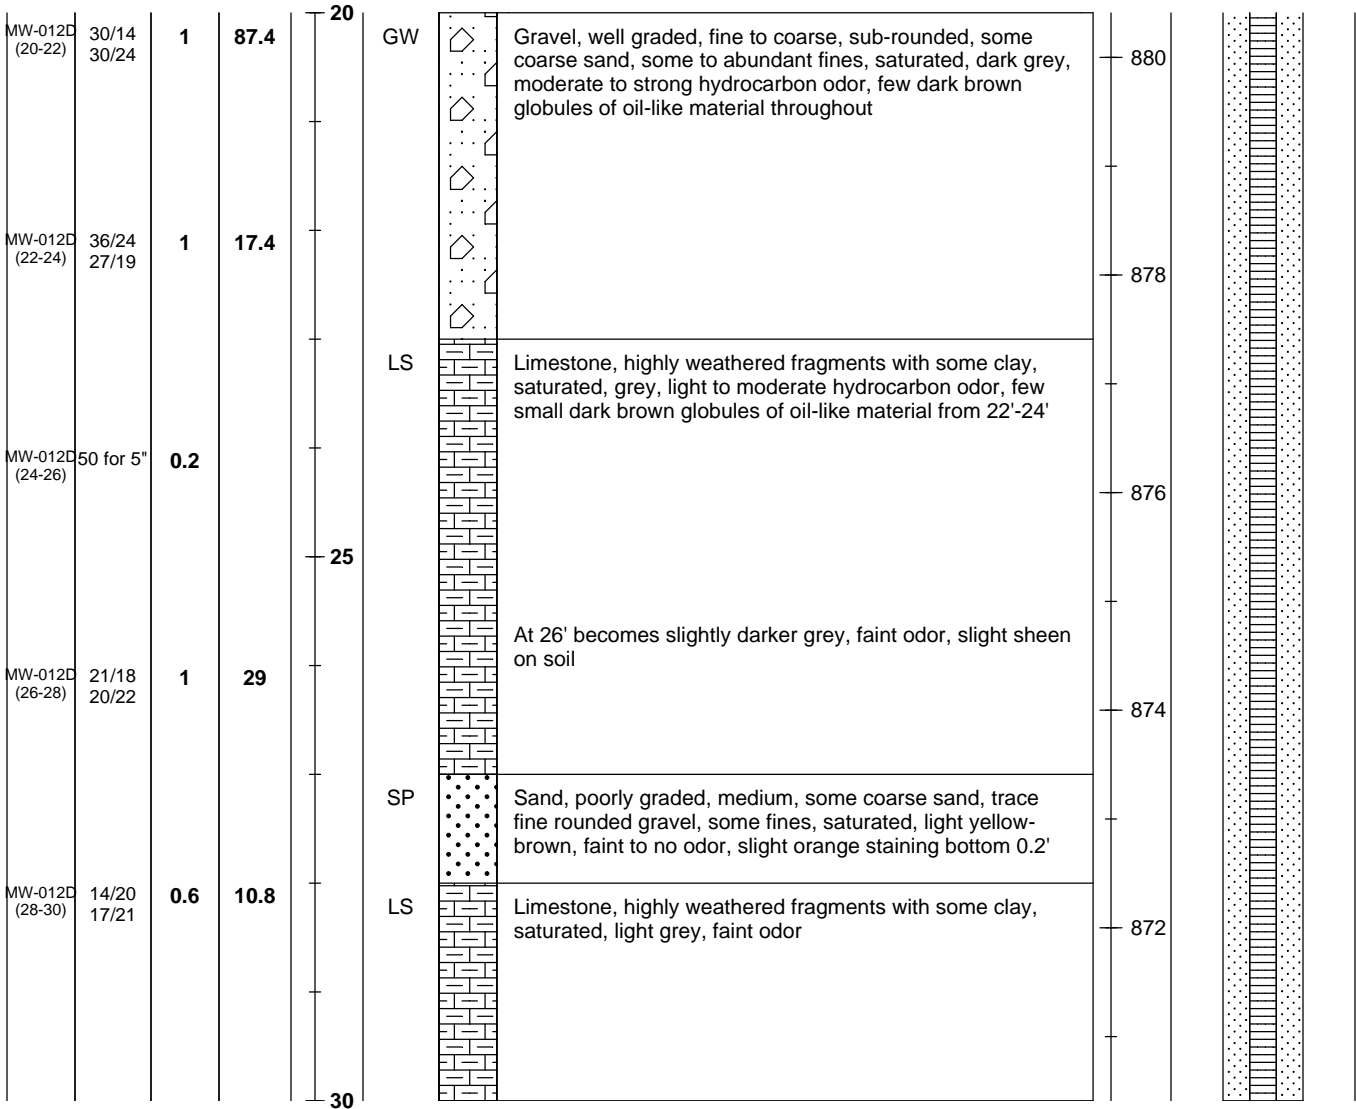 20
MW-012D
(20-22)
30/14
30/24
1
87.4
GW
Gravel, well graded, fine to coarse, sub-rounded, some
coarse sand, some to abundant fines, saturated, dark grey,
moderate to strong hydrocarbon odor, few dark brown
globules of oil-like material throughout
880
MW-012D
(22-24)
36/24
27/19
1
17.4
878
LS
Limestone, highly weathered fragments with some clay,
saturated, grey, light to moderate hydrocarbon odor, few
small dark brown globules of oil-like material from 22'-24'
MW-012D
(24-26)
50 for 5"
0.2
876
25
At 26' becomes slightly darker grey, faint odor, slight sheen
on soil
MW-012D
(26-28)
21/18
20/22
1
29
874
SP
Sand, poorly graded, medium, some coarse sand, trace
fine rounded gravel, some fines, saturated, light yellow-
brown, faint to no odor, slight orange staining bottom 0.2'
MW-012D
(28-30)
14/20
17/21
0.6
10.8
LS
Limestone, highly weathered fragments with some clay,
saturated, light grey, faint odor
872
30